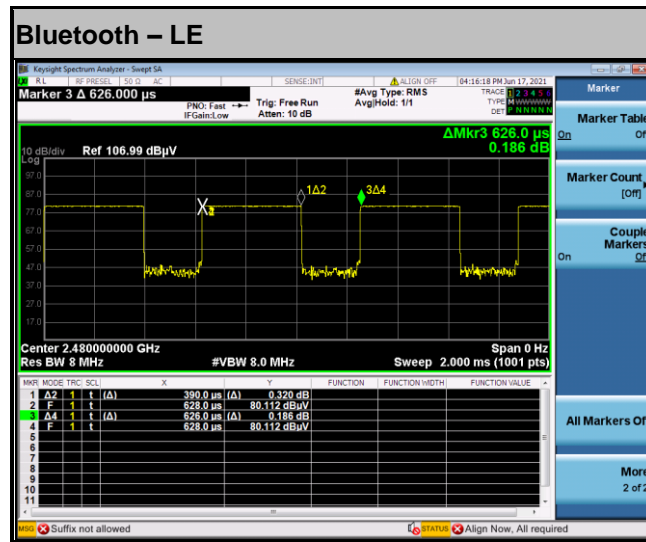 Bluetooth – LE
Keysight Spectrum Analyzer - Swept SA
RL RF PRESEL 50 Ω AC SENSE:INT ALIGN OFF 04:16:18 PM Jun 17, 2021
Marker 3 Δ 626.000 µs
PNO: Fast
IFGain:Low
Trig: Free Run
Atten: 10 dB
#Avg Type: RMS
Avg|Hold: 1/1
TRACE 1 2 3 4 5 6
TYPE M W W W W W
DET P N N N N N
ΔMkr3 626.0 µs
0.186 dB
10 dB/div Ref 106.99 dBµV
Log
97.0
87.0
77.0
67.0
57.0
47.0
37.0
27.0
17.0
1Δ2
3Δ4
Center 2.480000000 GHz Span 0 Hz
Res BW 8 MHz #VBW 8.0 MHz Sweep 2.000 ms (1001 pts)
MKR MODE TRC SCL X Y FUNCTION FUNCTION WIDTH FUNCTION VALUE
1 Δ2 1 t (Δ) 390.0 µs (Δ) 0.320 dB
2 F 1 t 628.0 µs 80.112 dBµV
3 Δ4 1 t (Δ) 626.0 µs (Δ) 0.186 dB
4 F 1 t 628.0 µs 80.112 dBµV
5
6
7
8
9
10
11
MSG Suffix not allowed STATUS Align Now, All required
Marker
Marker Table
On Of
Marker Count
[Off]
Couple
Markers
On Of
All Markers Of
More
2 of 2